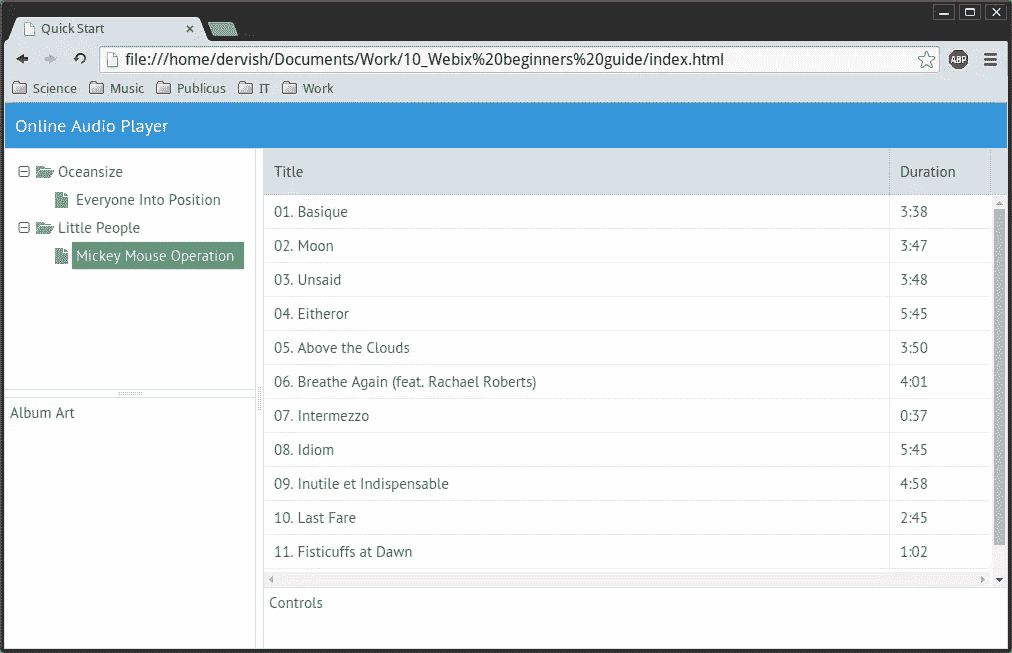 Quick Start
file:///home/dervish/Documents/Work/10_Webix%20beginners%20guide/index.html
ABP
Science Music Publicus IT Work
Online Audio Player
Oceansize
Everyone Into Position
Little People
Mickey Mouse Operation
Album Art
Title Duration
01. Basique 3:38
02. Moon 3:47
03. Unsaid 3:48
04. Eitheror 5:45
05. Above the Clouds 3:50
06. Breathe Again (feat. Rachael Roberts) 4:01
07. Intermezzo 0:37
08. Idiom 5:45
09. Inutile et Indispensable 4:58
10. Last Fare 2:45
11. Fisticuffs at Dawn 1:02
Controls